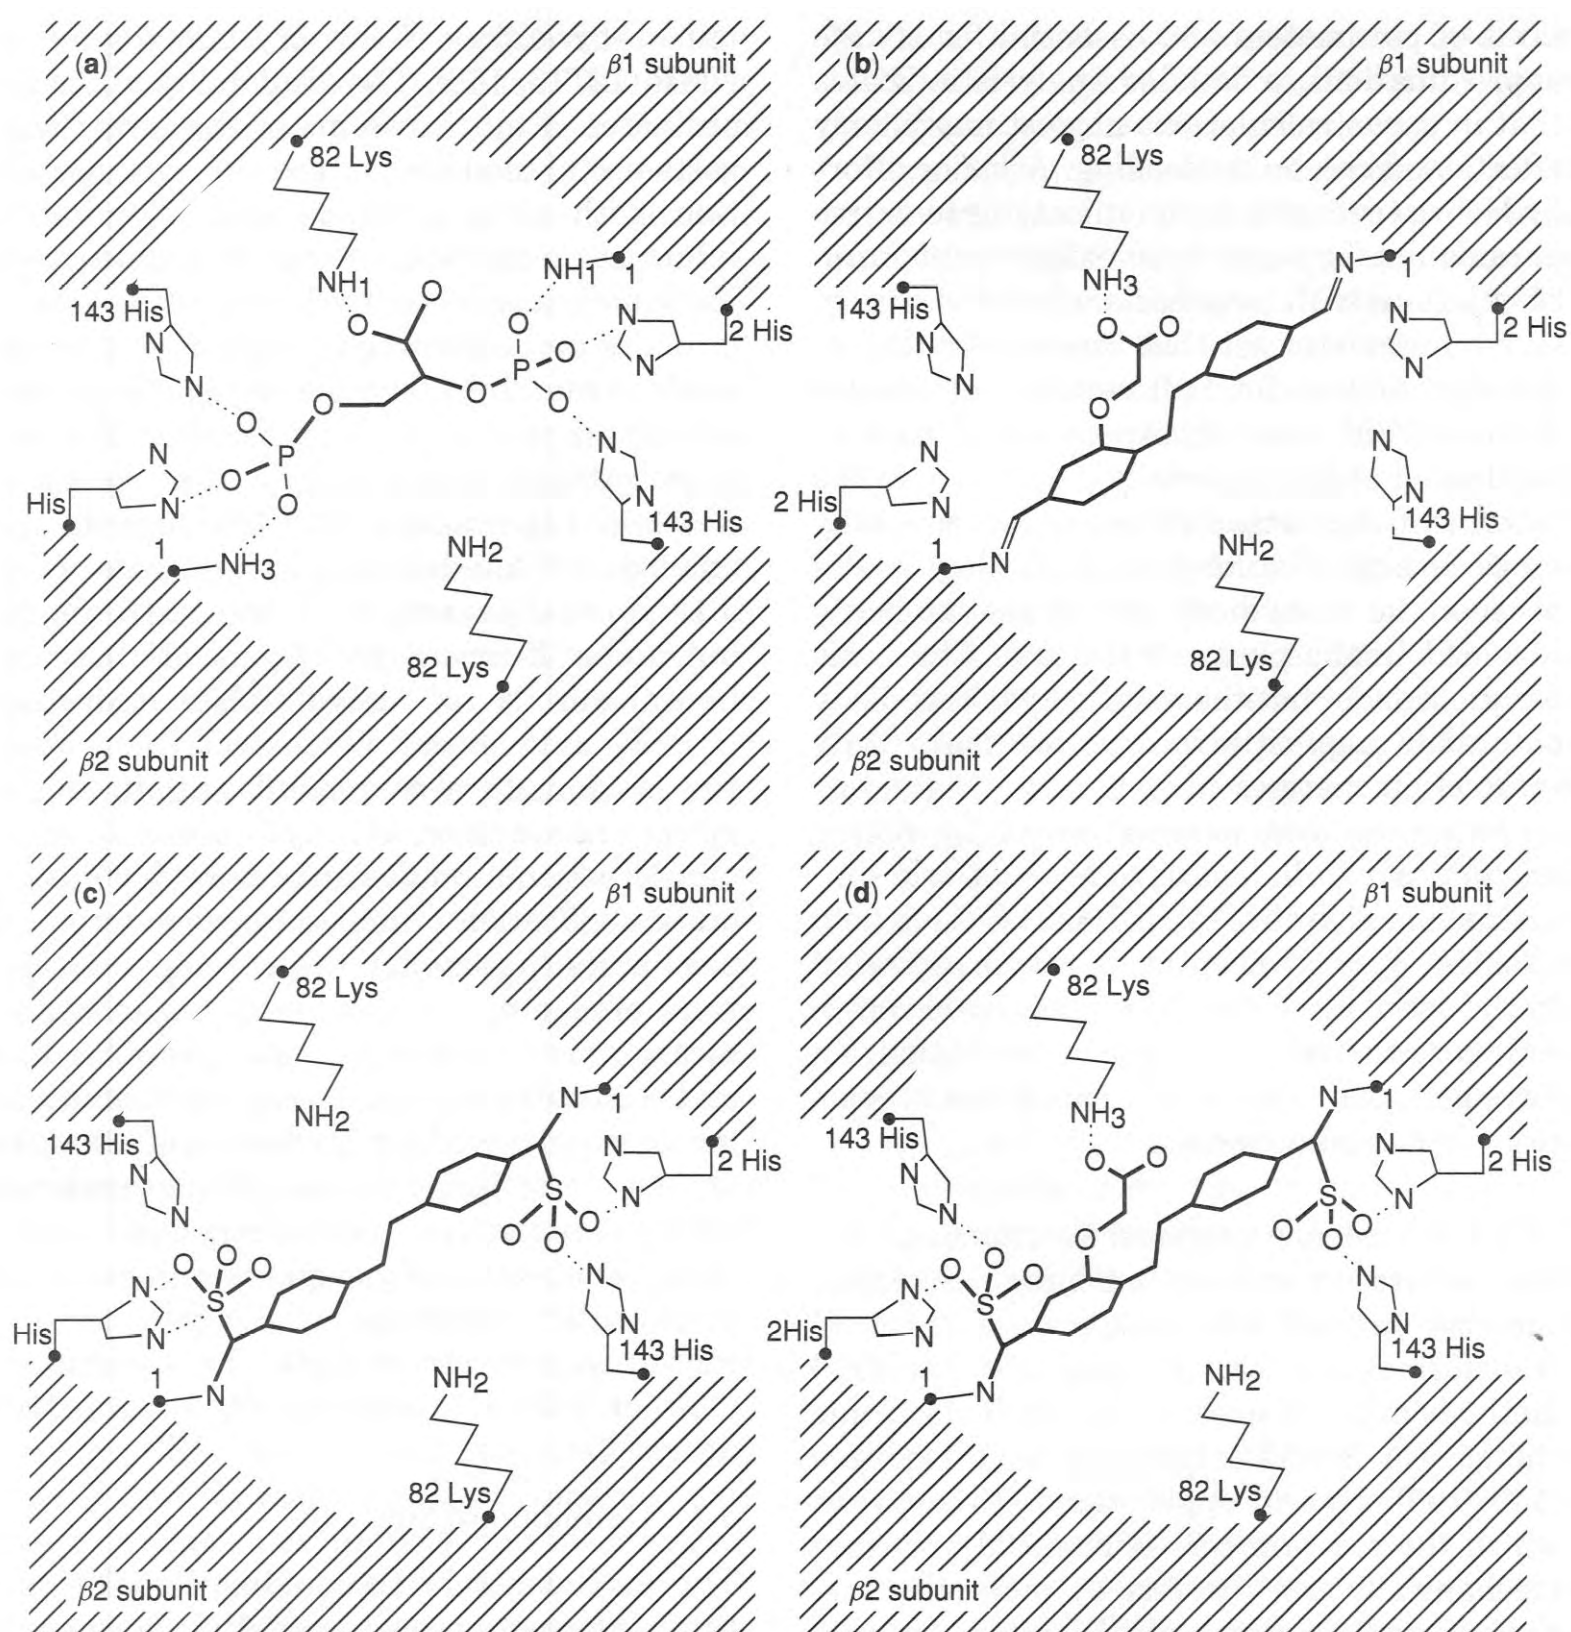 (a)
β1 subunit
82 Lys
NH1
O
NH1
1
143 His
N
N
O
O
P
O
N
N
2 His
O
O
O
O
P
O
O
N
N
His
N
N
143 His
1
NH3
NH2
82 Lys
β2 subunit
(b)
β1 subunit
82 Lys
NH3
N
1
143 His
N
N
O
O
N
N
2 His
O
N
N
2 His
N
N
143 His
1
N
NH2
82 Lys
β2 subunit
(c)
β1 subunit
82 Lys
NH2
N
1
143 His
N
N
N
N
2 His
S
O
O
O
O
O
O
S
N
N
His
N
N
143 His
1
N
NH2
82 Lys
β2 subunit
(d)
β1 subunit
82 Lys
NH3
N
1
143 His
N
N
O
O
N
N
2 His
S
O
O
O
O
O
O
O
S
N
N
2His
N
N
143 His
1
N
NH2
82 Lys
β2 subunit